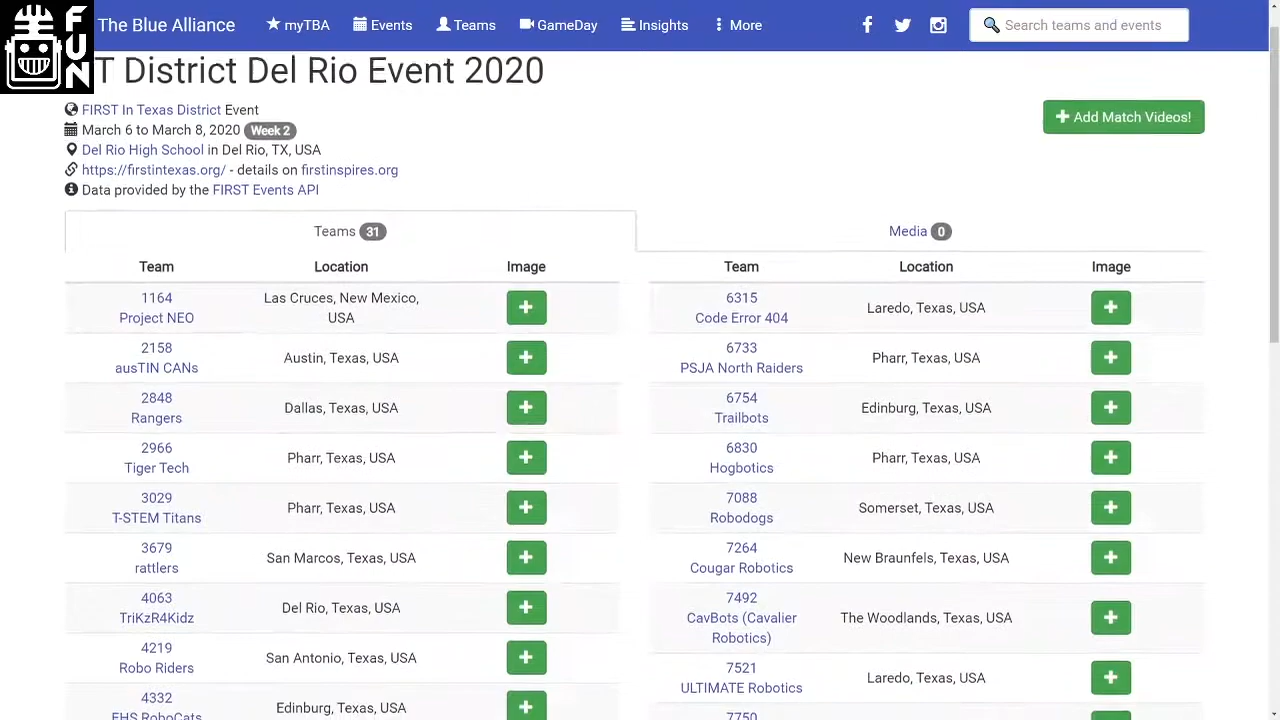 FUN
The Blue Alliance
myTBA
Events
Teams
GameDay
Insights
More
Search teams and events
T District Del Rio Event 2020
FIRST In Texas District Event
March 6 to March 8, 2020 Week 2
Del Rio High School in Del Rio, TX, USA
https://firstintexas.org/ - details on firstinspires.org
Data provided by the FIRST Events API
Add Match Videos!
Teams 31
Media 0
Team Location Image
1164
Project NEO
Las Cruces, New Mexico,
USA
2158
ausTIN CANs
Austin, Texas, USA
2848
Rangers
Dallas, Texas, USA
2966
Tiger Tech
Pharr, Texas, USA
3029
T-STEM Titans
Pharr, Texas, USA
3679
rattlers
San Marcos, Texas, USA
4063
TriKzR4Kidz
Del Rio, Texas, USA
4219
Robo Riders
San Antonio, Texas, USA
4332
EHS RoboCats
Edinburg, Texas, USA
Team Location Image
6315
Code Error 404
Laredo, Texas, USA
6733
PSJA North Raiders
Pharr, Texas, USA
6754
Trailbots
Edinburg, Texas, USA
6830
Hogbotics
Pharr, Texas, USA
7088
Robodogs
Somerset, Texas, USA
7264
Cougar Robotics
New Braunfels, Texas, USA
7492
CavBots (Cavalier
Robotics)
The Woodlands, Texas, USA
7521
ULTIMATE Robotics
Laredo, Texas, USA
7750